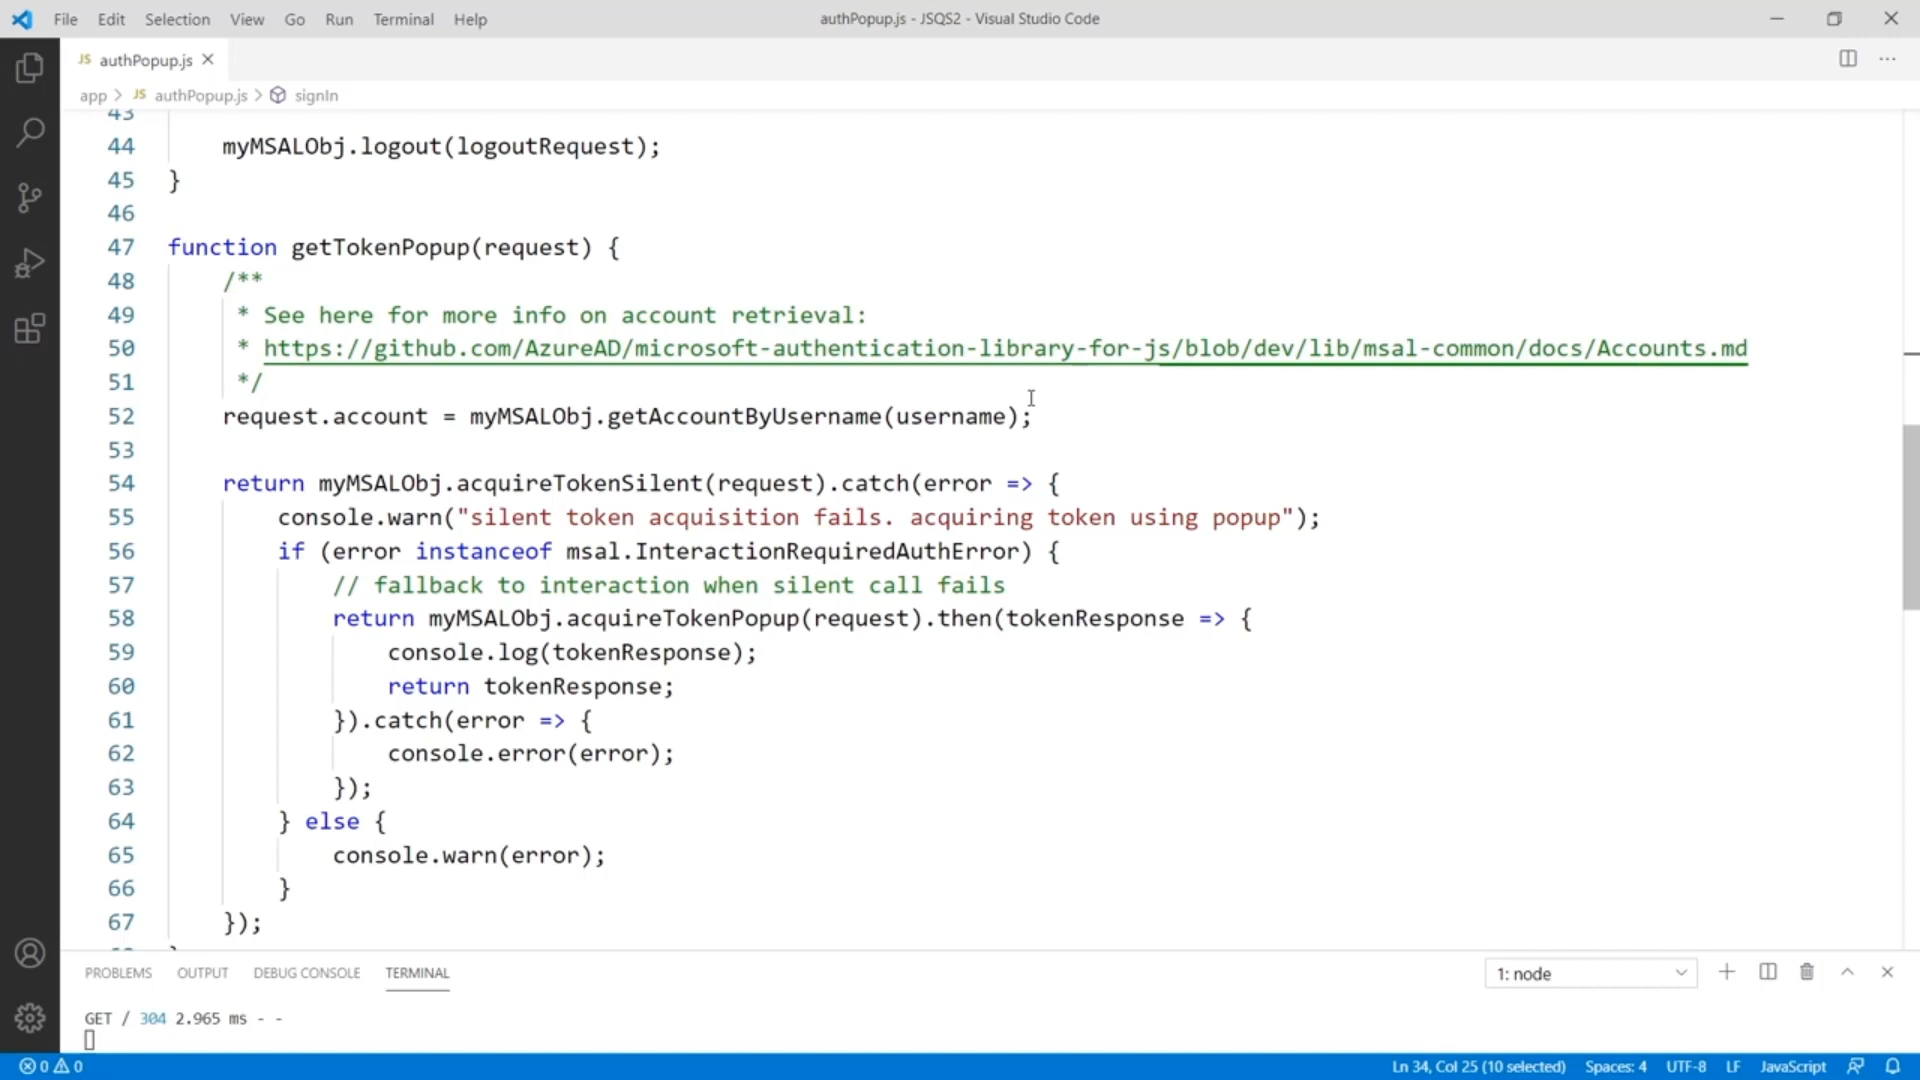 File Edit Selection View Go Run Terminal Help authPopup.js - JSQS2 - Visual Studio Code
JS authPopup.js
app > JS authPopup.js > signIn
43
44 myMSALObj.logout(logoutRequest);
45 }
46
47 function getTokenPopup(request) {
48 /**
49 * See here for more info on account retrieval:
50 * https://github.com/AzureAD/microsoft-authentication-library-for-js/blob/dev/lib/msal-common/docs/Accounts.md
51 */
52 request.account = myMSALObj.getAccountByUsername(username);
53
54 return myMSALObj.acquireTokenSilent(request).catch(error => {
55 console.warn("silent token acquisition fails. acquiring token using popup");
56 if (error instanceof msal.InteractionRequiredAuthError) {
57 // fallback to interaction when silent call fails
58 return myMSALObj.acquireTokenPopup(request).then(tokenResponse => {
59 console.log(tokenResponse);
60 return tokenResponse;
61 }).catch(error => {
62 console.error(error);
63 });
64 } else {
65 console.warn(error);
66 }
67 });
PROBLEMS OUTPUT DEBUG CONSOLE TERMINAL 1: node
GET / 304 2.965 ms - -
0 0 Ln 34, Col 25 (10 selected) Spaces: 4 UTF-8 LF JavaScript